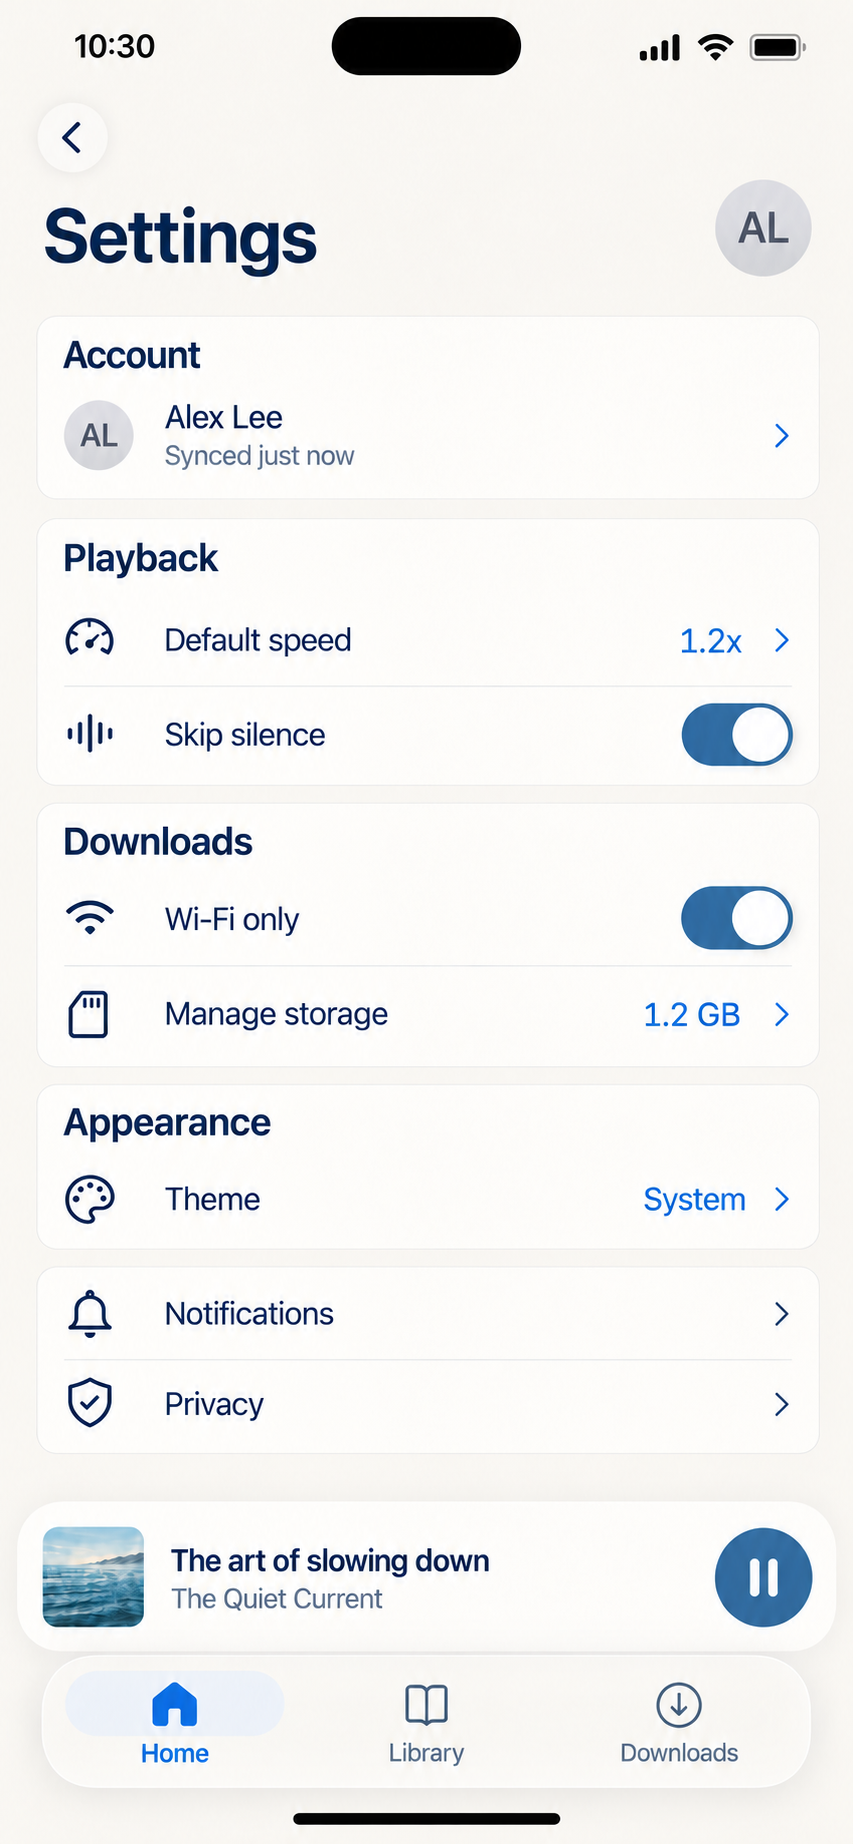 10:30
Settings
AL
Account
AL
Alex Lee
Synced just now
Playback
Default speed 1.2x
Skip silence
Downloads
Wi-Fi only
Manage storage 1.2 GB
Appearance
Theme System
Notifications
Privacy
The art of slowing down
The Quiet Current
Home Library Downloads